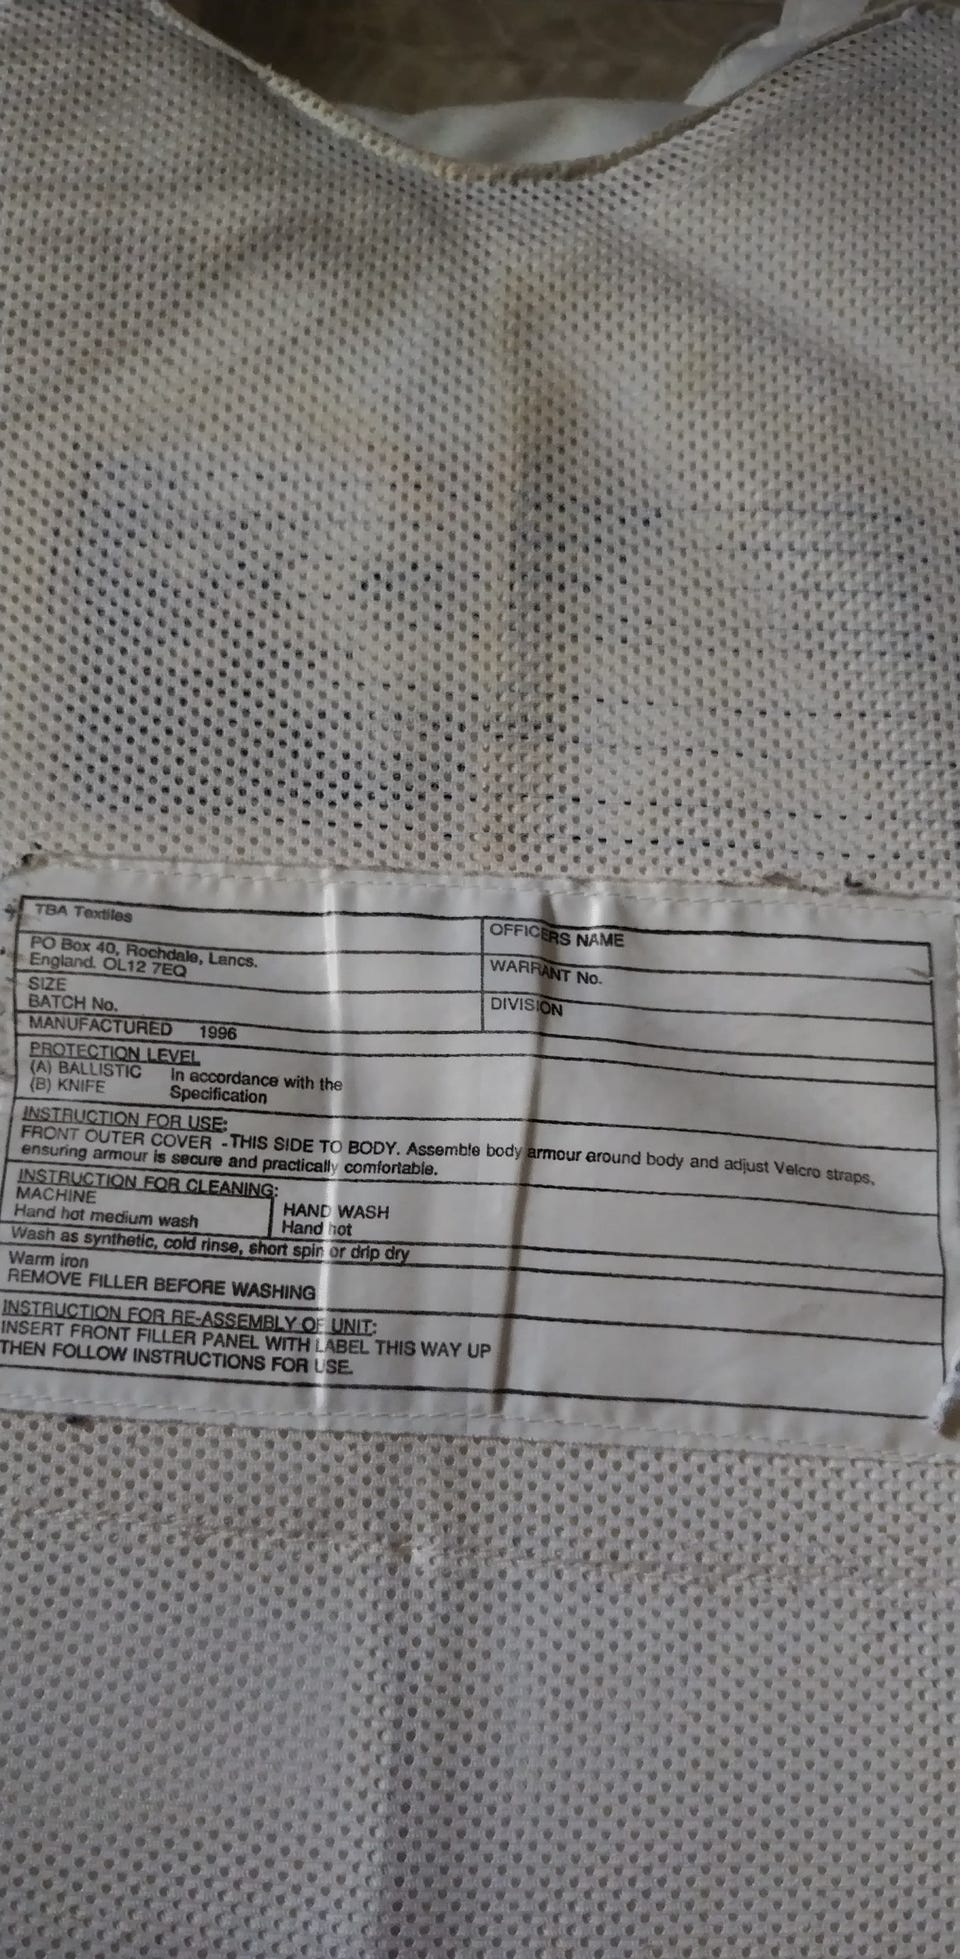 TBA Textiles
OFFICERS NAME
PO Box 40, Rochdale, Lancs.
England. OL12 7EQ
WARRANT No.
SIZE
BATCH No.
DIVISION
MANUFACTURED 1996
PROTECTION LEVEL
(A) BALLISTIC In accordance with the
(B) KNIFE Specification
INSTRUCTION FOR USE:
FRONT OUTER COVER - THIS SIDE TO BODY. Assemble body armour around body and adjust Velcro straps,
ensuring armour is secure and practically comfortable.
INSTRUCTION FOR CLEANING:
MACHINE
Hand hot medium wash
HAND WASH
Hand hot
Wash as synthetic, cold rinse, short spin or drip dry
Warm iron
REMOVE FILLER BEFORE WASHING
INSTRUCTION FOR RE-ASSEMBLY OF UNIT:
INSERT FRONT FILLER PANEL WITH LABEL THIS WAY UP
THEN FOLLOW INSTRUCTIONS FOR USE.